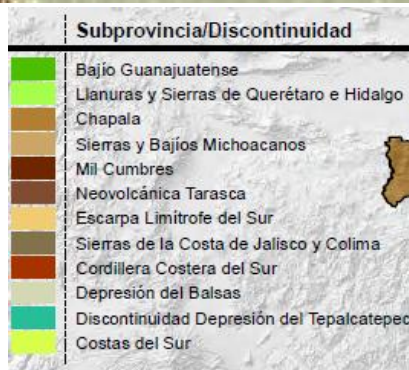 Subprovincia/Discontinuidad
Bajío Guanajuatense
Llanuras y Sierras de Querétaro e Hidalgo
Chapala
Sierras y Bajíos Michoacanos
Mil Cumbres
Neovolcánica Tarasca
Escarpa Limítrofe del Sur
Sierras de la Costa de Jalisco y Colima
Cordillera Costera del Sur
Depresión del Balsas
Discontinuidad Depresión del Tepalcatepec
Costas del Sur